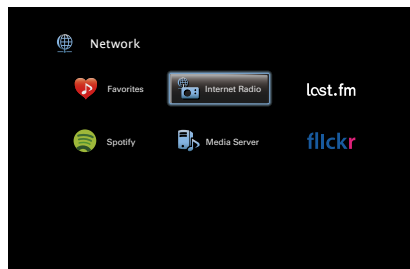 Network
Favorites
Internet Radio
last.fm
Spotify
Media Server
flickr